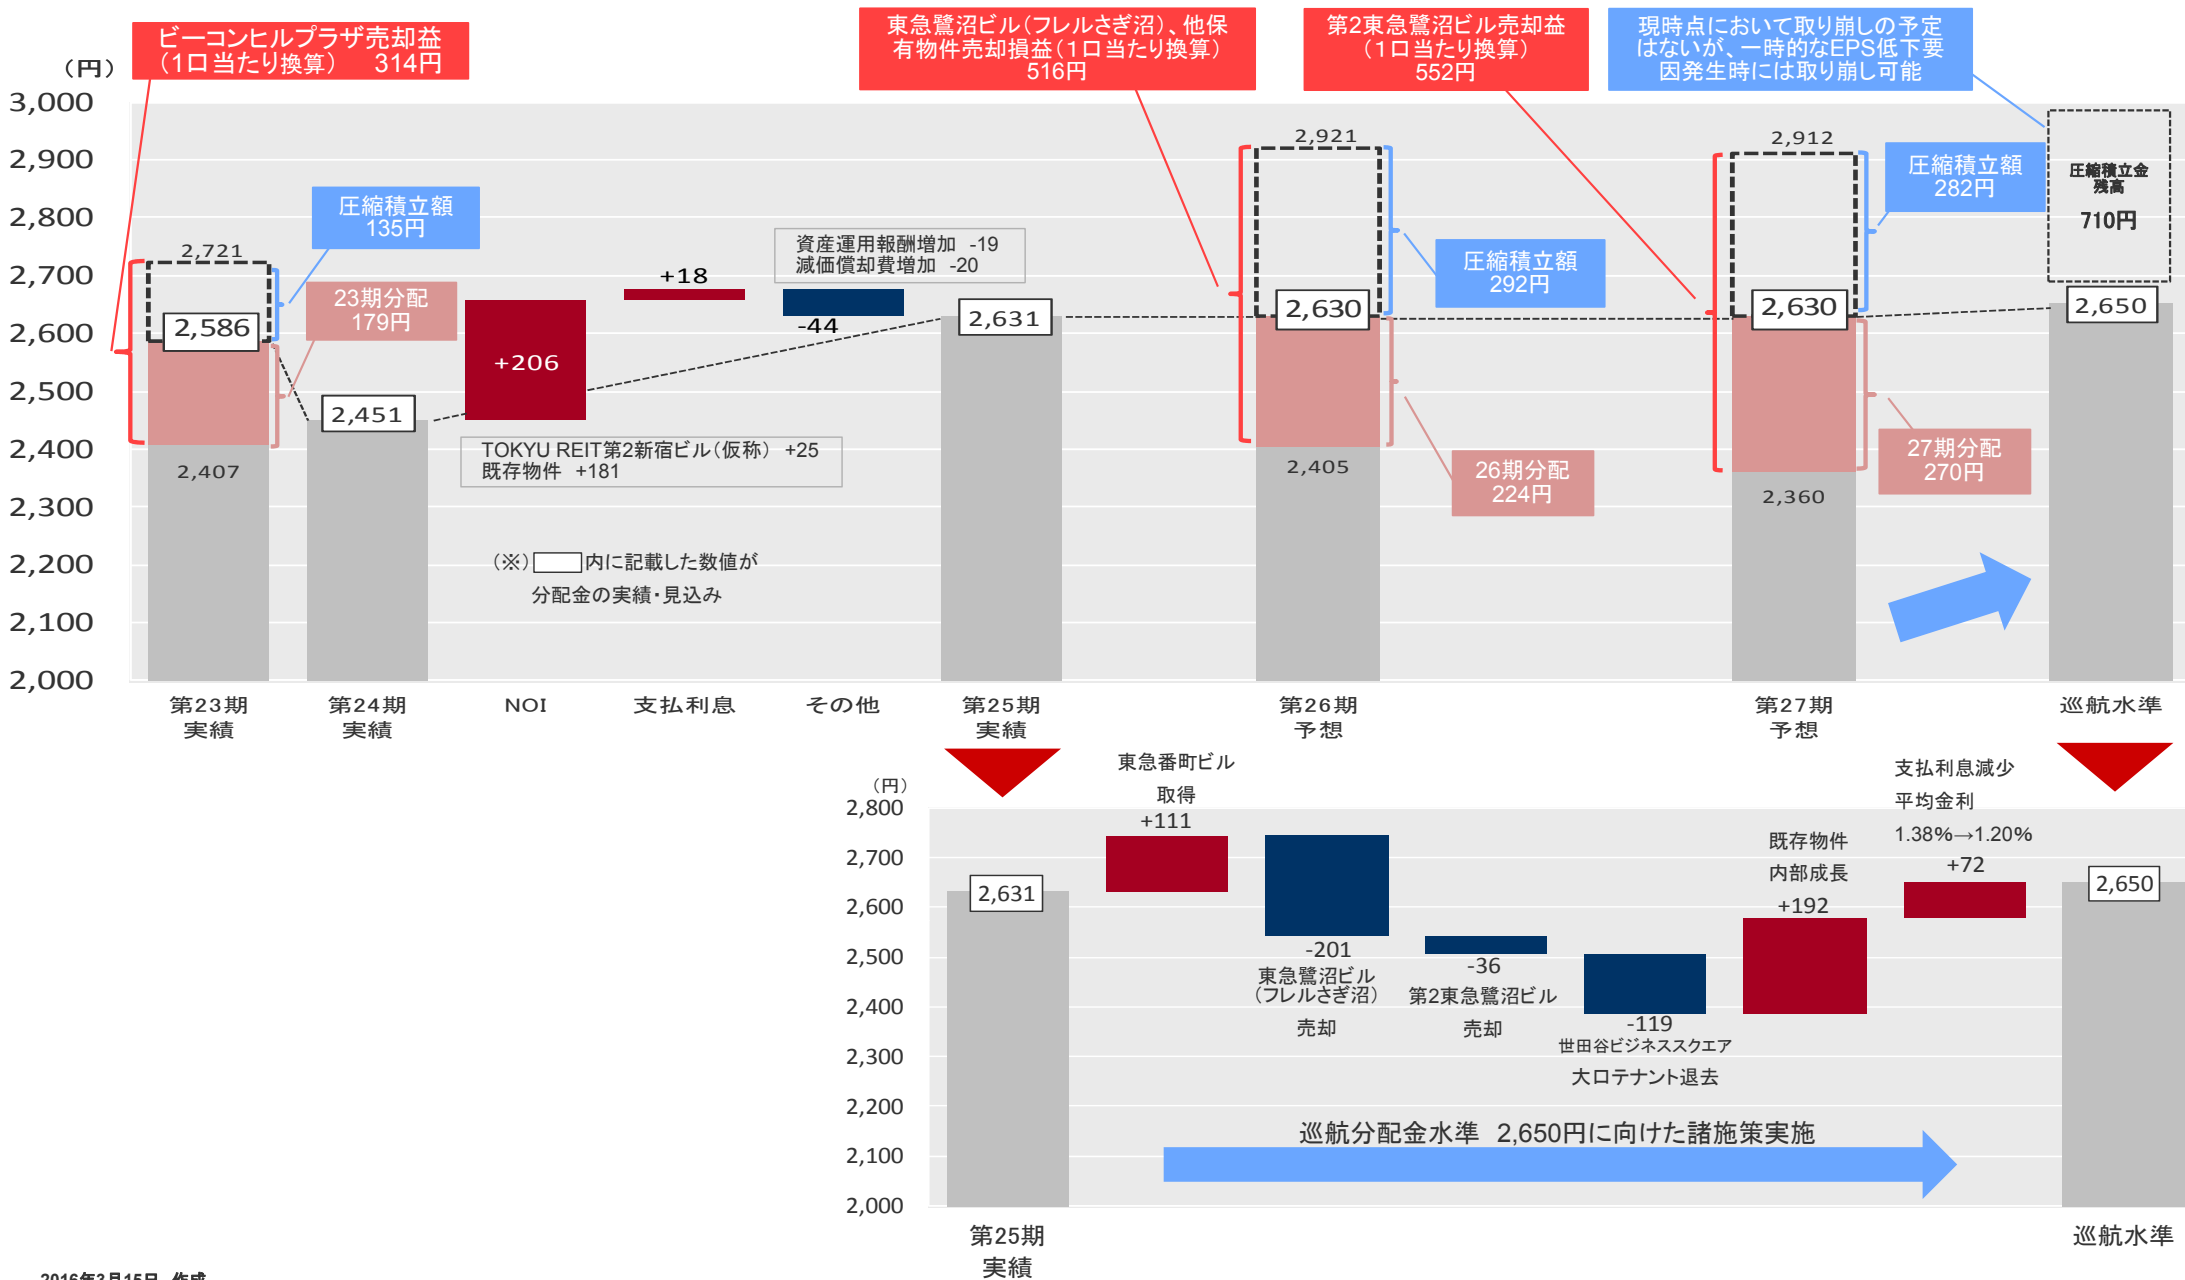 ビーコンヒルプラザ売却益
（1口当たり換算）　314円
東急鷺沼ビル（フレルさぎ沼）、他保
有物件売却損益（1口当たり換算）
516円
第2東急鷺沼ビル売却益
（1口当たり換算）
552円
現時点において取り崩しの予定
はないが、一時的なEPS低下要
因発生時には取り崩し可能
（円）
3,000
2,900
2,800
2,700
2,600
2,500
2,400
2,300
2,200
2,100
2,000
2,721
2,586
2,407
圧縮積立額
135円
23期分配
179円
2,451
+206
+18
-44
資産運用報酬増加 -19
減価償却費増加 -20
TOKYU REIT第2新宿ビル（仮称） +25
既存物件 +181
（※）　　内に記載した数値が
分配金の実績・見込み
2,631
2,921
2,630
2,405
圧縮積立額
292円
26期分配
224円
2,912
2,630
2,360
圧縮積立額
282円
27期分配
270円
圧縮積立金
残高
710円
2,650
第23期
実績
第24期
実績
NOI
支払利息
その他
第25期
実績
第26期
予想
第27期
予想
巡航水準
（円）
2,800
2,700
2,600
2,500
2,400
2,300
2,200
2,100
2,000
2,631
東急番町ビル
取得
+111
-201
東急鷺沼ビル
（フレルさぎ沼）
売却
-36
第2東急鷺沼ビル
売却
-119
世田谷ビジネススクエア
大口テナント退去
既存物件
内部成長
+192
支払利息減少
平均金利
1.38%→1.20%
+72
2,650
巡航分配金水準 2,650円に向けた諸施策実施
第25期
実績
巡航水準
2016年3月15日 作成